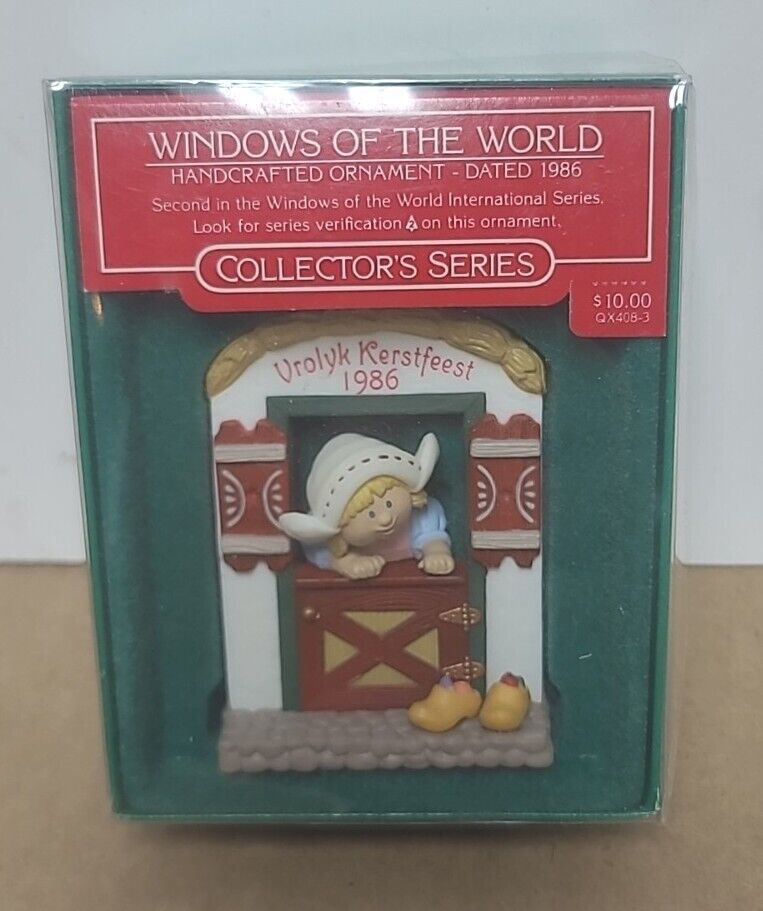 WINDOWS OF THE WORLD
HANDCRAFTED ORNAMENT - DATED 1986
Second in the Windows of the World International Series.
Look for series verification 2 on this ornament.
COLLECTOR'S SERIES
$10.00
QX408-3
Vrolyk Kerstfeest
1986